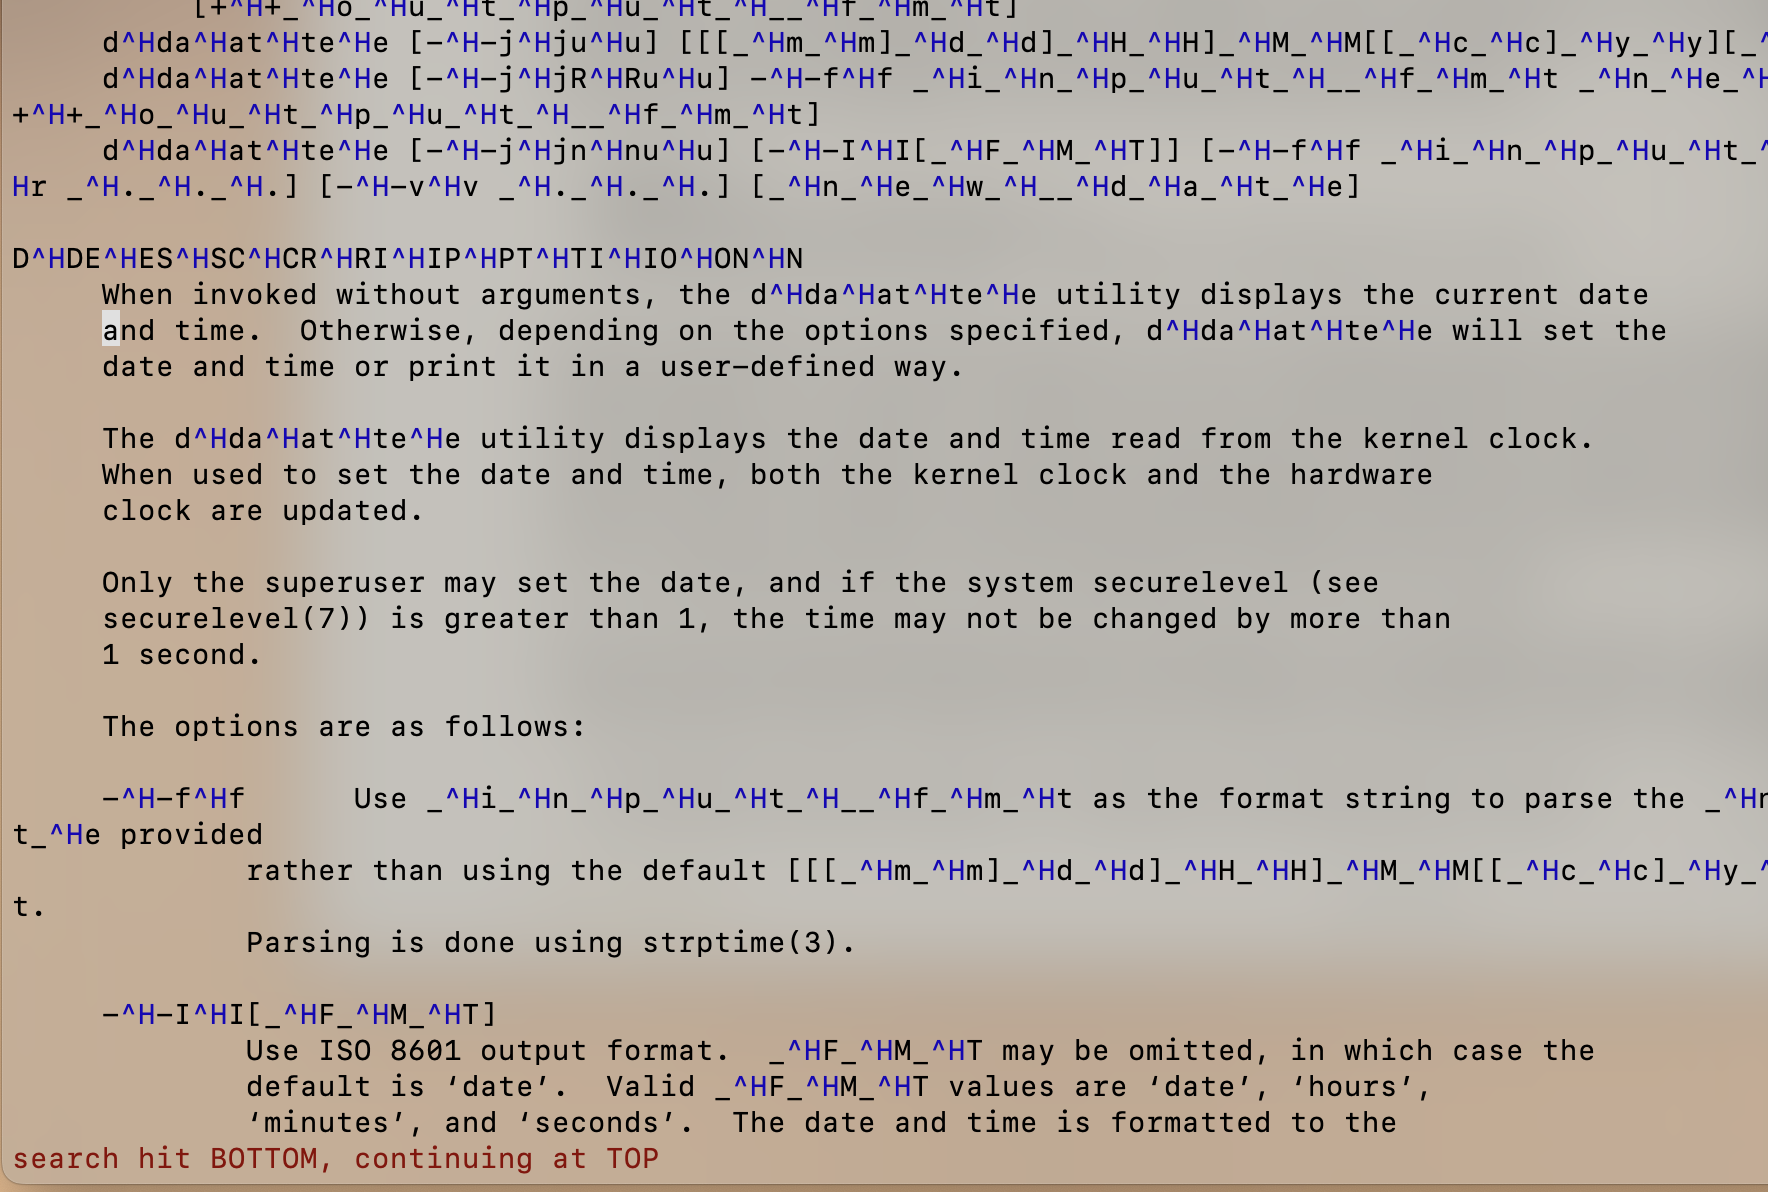 [+^H+_^Ho_^Hu_^Ht_^Hp_^Hu_^Ht_^H__^Hf_^Hm_^Ht]
d^Hda^Hat^Hte^He [-^H-j^Hju^Hu] [[[_^Hm_^Hm]_^Hd_^Hd]_^HH_^HH]_^HM_^HM[[_^Hc_^Hc]_^Hy_^Hy][_^
d^Hda^Hat^Hte^He [-^H-j^HjR^HRu^Hu] -^H-f^Hf _^Hi_^Hn_^Hp_^Hu_^Ht_^H__^Hf_^Hm_^Ht _^Hn_^He_^H
+^H+_^Ho_^Hu_^Ht_^Hp_^Hu_^Ht_^H__^Hf_^Hm_^Ht]
d^Hda^Hat^Hte^He [-^H-j^Hjn^Hnu^Hu] [-^H-I^HI[_^HF_^HM_^HT]] [-^H-f^Hf _^Hi_^Hn_^Hp_^Hu_^Ht_^
Hr _^H._^H._^H.] [-^H-v^Hv _^H._^H._^H.] [_^Hn_^He_^Hw_^H__^Hd_^Ha_^Ht_^He]
D^HDE^HES^HSC^HCR^HRI^HIP^HPT^HTI^HIO^HON^HN
When invoked without arguments, the d^Hda^Hat^Hte^He utility displays the current date
and time.  Otherwise, depending on the options specified, d^Hda^Hat^Hte^He will set the
date and time or print it in a user-defined way.
The d^Hda^Hat^Hte^He utility displays the date and time read from the kernel clock.
When used to set the date and time, both the kernel clock and the hardware
clock are updated.
Only the superuser may set the date, and if the system securelevel (see
securelevel(7)) is greater than 1, the time may not be changed by more than
1 second.
The options are as follows:
-^H-f^Hf      Use _^Hi_^Hn_^Hp_^Hu_^Ht_^H__^Hf_^Hm_^Ht as the format string to parse the _^Hn
t_^He provided
rather than using the default [[[_^Hm_^Hm]_^Hd_^Hd]_^HH_^HH]_^HM_^HM[[_^Hc_^Hc]_^Hy_^
t.
Parsing is done using strptime(3).
-^H-I^HI[_^HF_^HM_^HT]
Use ISO 8601 output format.  _^HF_^HM_^HT may be omitted, in which case the
default is ‘date’.  Valid _^HF_^HM_^HT values are ‘date’, ‘hours’,
‘minutes’, and ‘seconds’.  The date and time is formatted to the
search hit BOTTOM, continuing at TOP